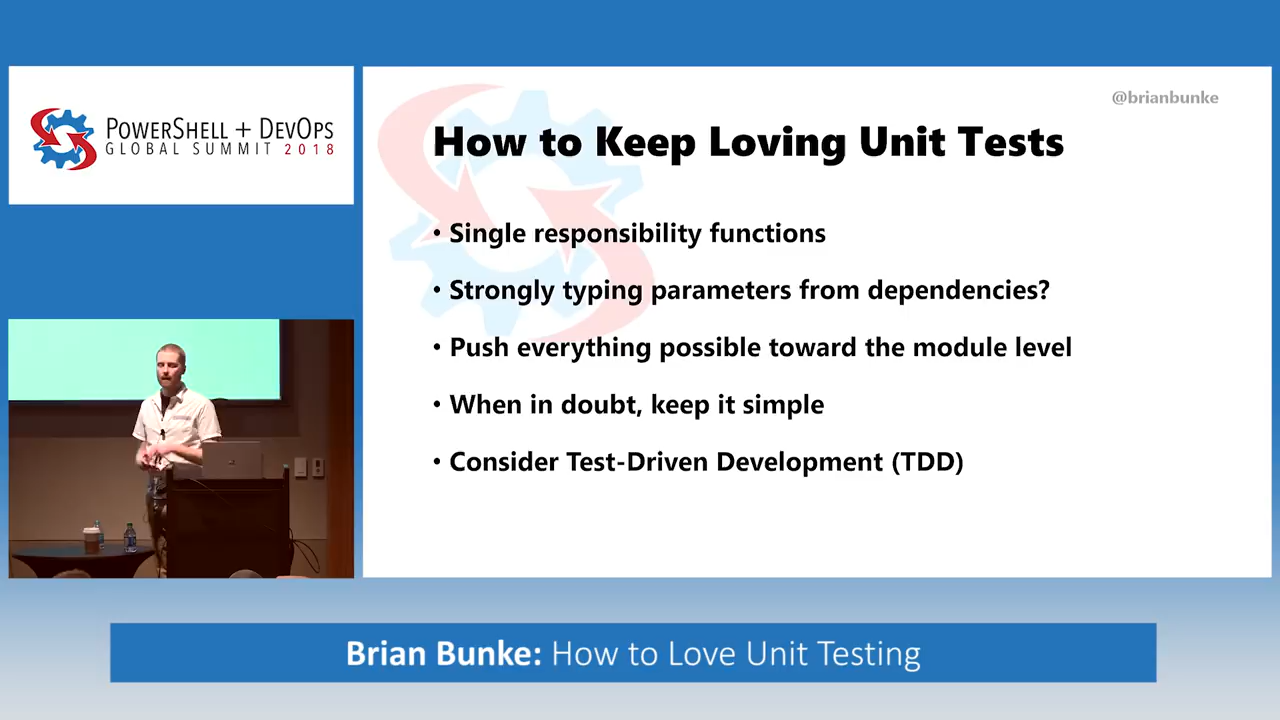 POWERSHELL + DEVOPS
GLOBAL SUMMIT 2018
@brianbunke
How to Keep Loving Unit Tests
• Single responsibility functions
• Strongly typing parameters from dependencies?
• Push everything possible toward the module level
• When in doubt, keep it simple
• Consider Test-Driven Development (TDD)
Brian Bunke: How to Love Unit Testing